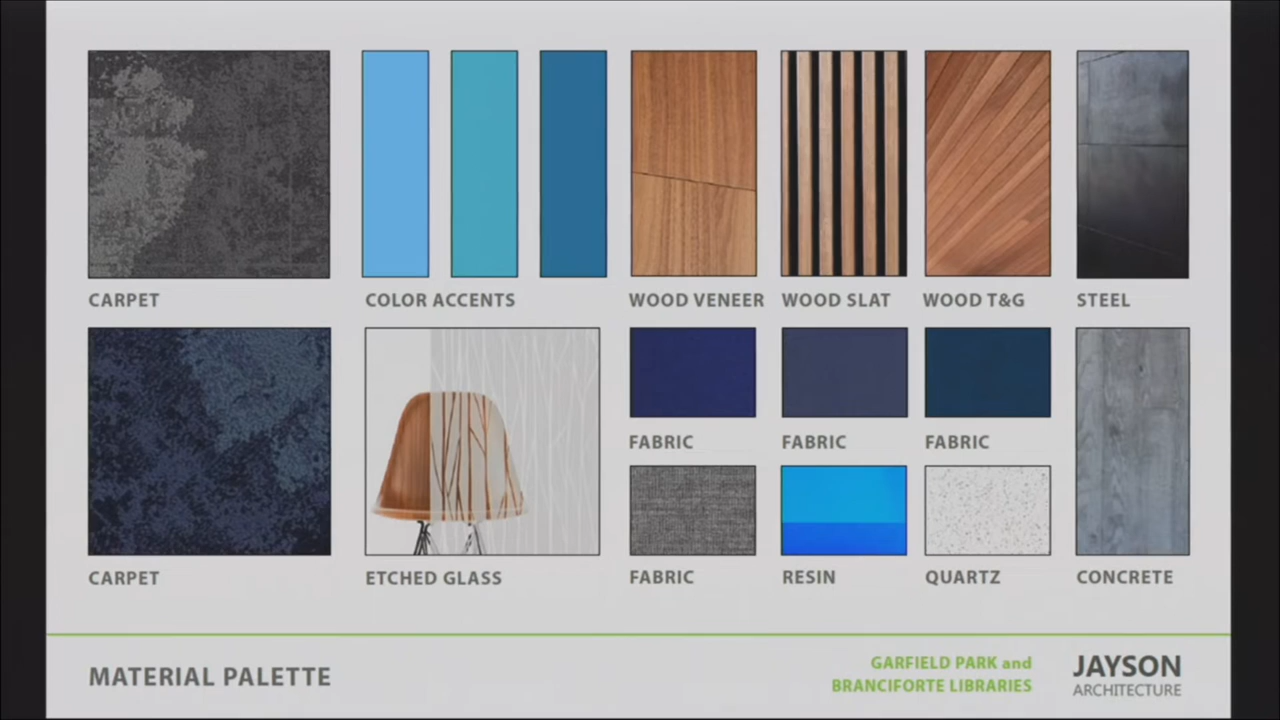 CARPET
COLOR ACCENTS
WOOD VENEER
WOOD SLAT
WOOD T&G
STEEL
FABRIC
FABRIC
FABRIC
CARPET
ETCHED GLASS
FABRIC
RESIN
QUARTZ
CONCRETE
MATERIAL PALETTE
GARFIELD PARK and
BRANCIFORTE LIBRARIES
JAYSON
ARCHITECTURE